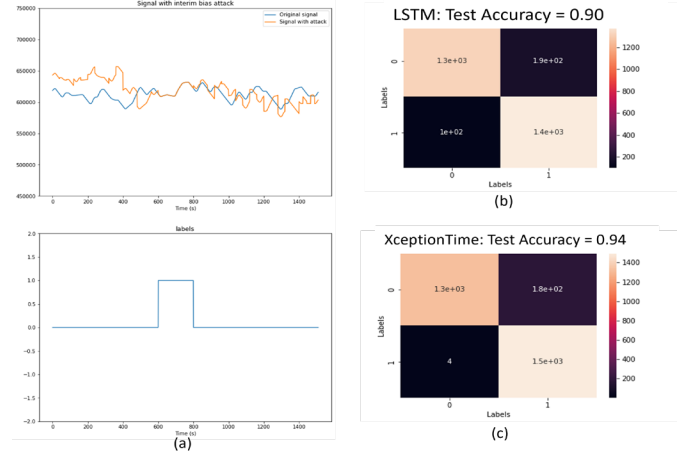 Signal with interim bias attack
750000
700000
650000
600000
550000
500000
450000
Original signal
Signal with attack
0 200 400 600 800 1000 1200 1400
Time (s)
labels
2.0
1.5
1.0
0.5
0.0
-0.5
-1.0
-1.5
-2.0
0 200 400 600 800 1000 1200 1400
Time (s)
(a)
LSTM: Test Accuracy = 0.90
Labels
0 1.3e+03 1.9e+02
1 1e+02 1.4e+03
0 1
Labels
1200
1000
800
600
400
200
(b)
XceptionTime: Test Accuracy = 0.94
Labels
0 1.3e+03 1.8e+02
1 4 1.5e+03
0 1
Labels
1400
1200
1000
800
600
400
200
(c)